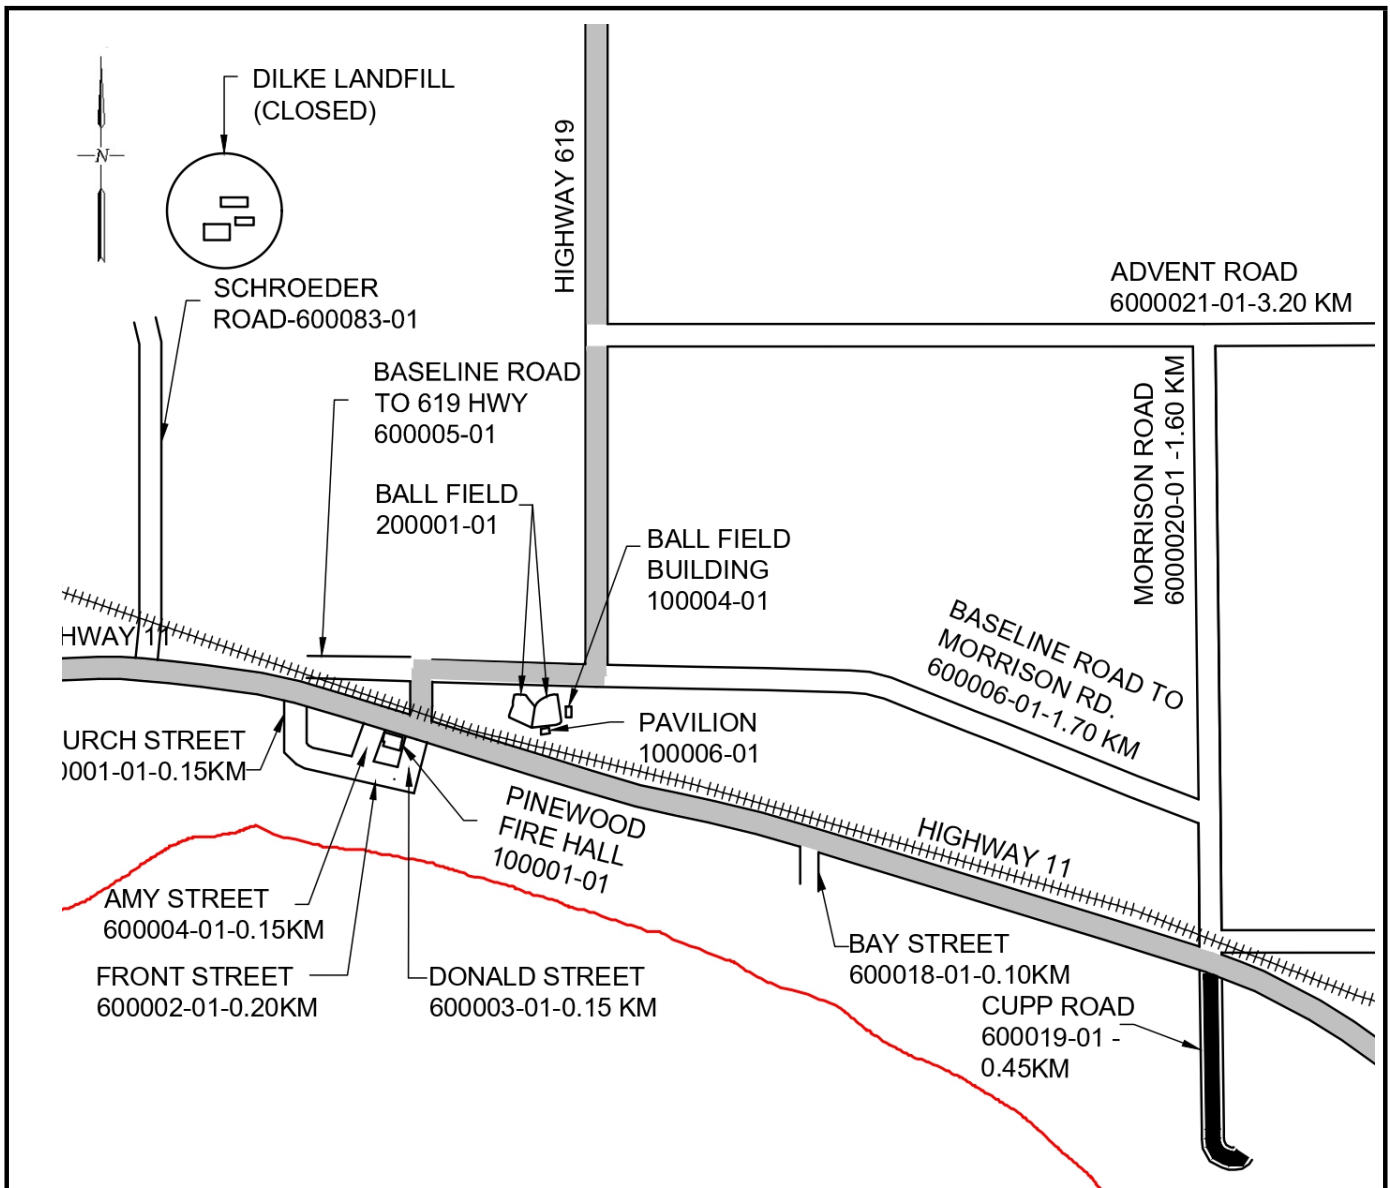 DILKE LANDFILL
(CLOSED)
N
HIGHWAY 619
SCHROEDER
ROAD-600083-01
ADVENT ROAD
6000021-01-3.20 KM
BASELINE ROAD
TO 619 HWY
600005-01
MORRISON ROAD
6000020-01 -1.60 KM
BALL FIELD
200001-01
BALL FIELD
BUILDING
100004-01
BASELINE ROAD TO
MORRISON RD.
600006-01-1.70 KM
HWAY 11
PAVILION
100006-01
URCH STREET
0001-01-0.15KM
PINEWOOD
FIRE HALL
100001-01
HIGHWAY 11
AMY STREET
600004-01-0.15KM
FRONT STREET
600002-01-0.20KM
DONALD STREET
600003-01-0.15 KM
BAY STREET
600018-01-0.10KM
CUPP ROAD
600019-01 -
0.45KM